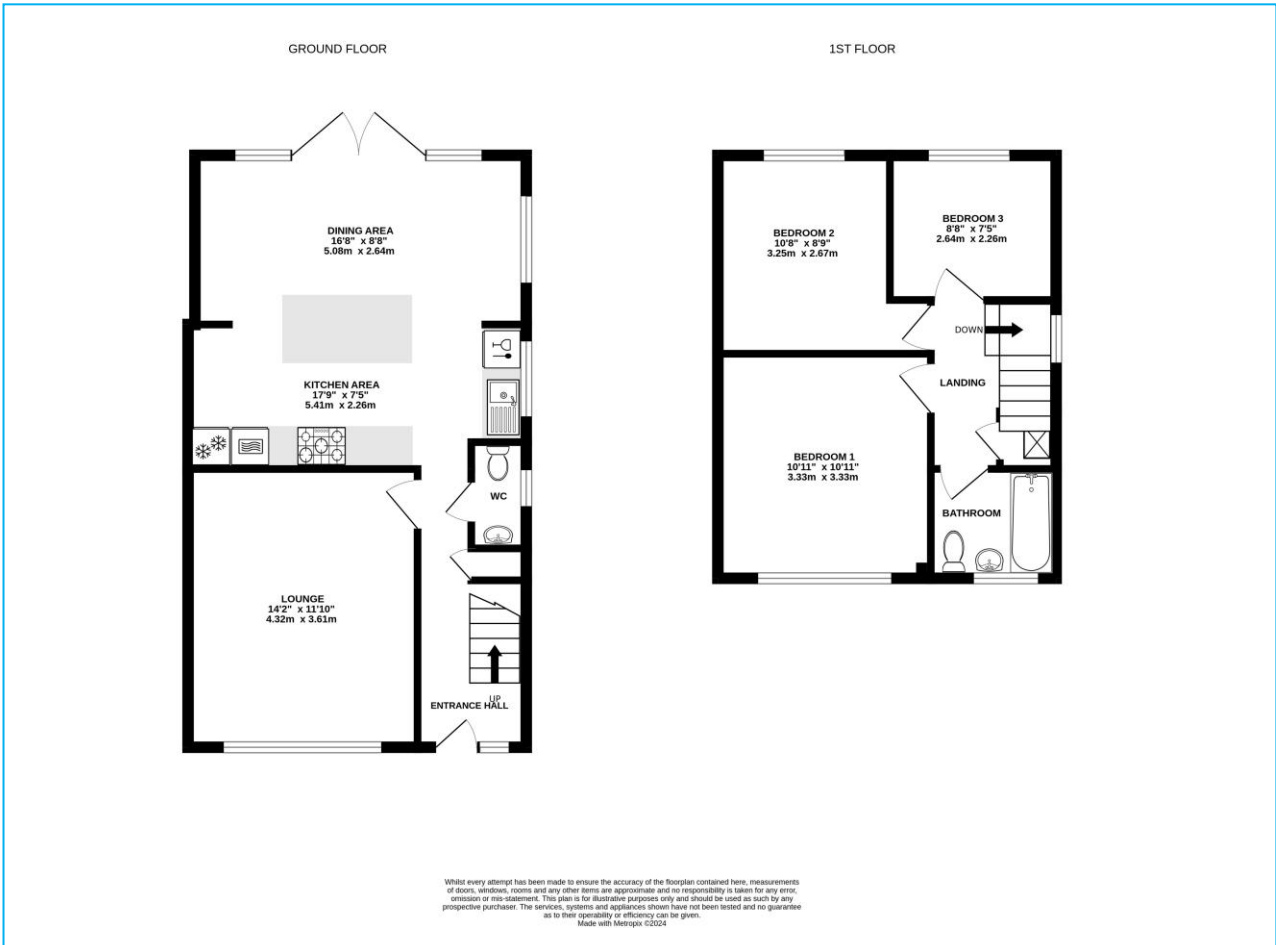 GROUND FLOOR
1ST FLOOR
DINING AREA
16'8" x 8'8"
5.08m x 2.64m
KITCHEN AREA
17'9" x 7'5"
5.41m x 2.26m
WC
LOUNGE
14'2" x 11'10"
4.32m x 3.61m
UP
ENTRANCE HALL
BEDROOM 2
10'8" x 8'9"
3.25m x 2.67m
BEDROOM 3
8'8" x 7'5"
2.64m x 2.26m
DOWN
LANDING
BEDROOM 1
10'11" x 10'11"
3.33m x 3.33m
BATHROOM
Whilst every attempt has been made to ensure the accuracy of the floorplan contained here, measurements
of doors, windows, rooms and any other items are approximate and no responsibility is taken for any error,
omission or mis-statement. This plan is for illustrative purposes only and should be used as such by any
prospective purchaser. The services, systems and appliances shown have not been tested and no guarantee
as to their operability or efficiency can be given.
Made with Metropix ©2024